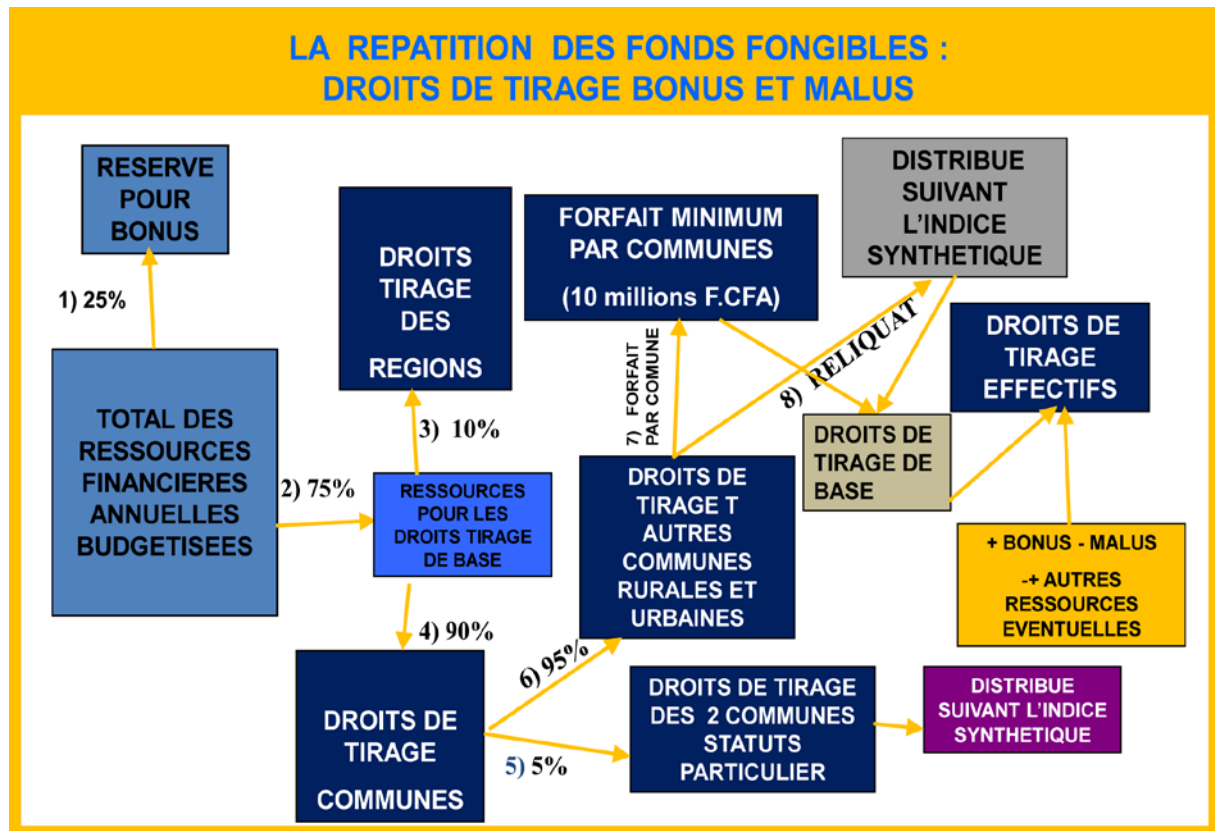 LA REPATITION DES FONDS FONGIBLES :
DROITS DE TIRAGE BONUS ET MALUS
RESERVE
POUR
BONUS
1) 25%
TOTAL DES
RESSOURCES
FINANCIERES
ANNUELLES
BUDGETISEES
2) 75%
DROITS
TIRAGE
DES
REGIONS
3) 10%
RESSOURCES
POUR LES
DROITS TIRAGE
DE BASE
4) 90%
DROITS DE
TIRAGE
COMMUNES
5) 5%
6) 95%
FORFAIT MINIMUM
PAR COMMUNES
(10 millions F.CFA)
7) FORFAIT
PAR COMMUNE
DROITS DE
TIRAGE T
AUTRES
COMMUNES
RURALES ET
URBAINES
DROITS DE TIRAGE
DES 2 COMMUNES
STATUTS
PARTICULIER
8) RELIQUAT
DISTRIBUE
SUIVANT
L'INDICE
SYNTHETIQUE
DROITS DE
TIRAGE DE
BASE
DROITS DE
TIRAGE
EFFECTIFS
+ BONUS - MALUS
-+ AUTRES
RESSOURCES
EVENTUELLES
DISTRIBUE
SUIVANT L'INDICE
SYNTHETIQUE